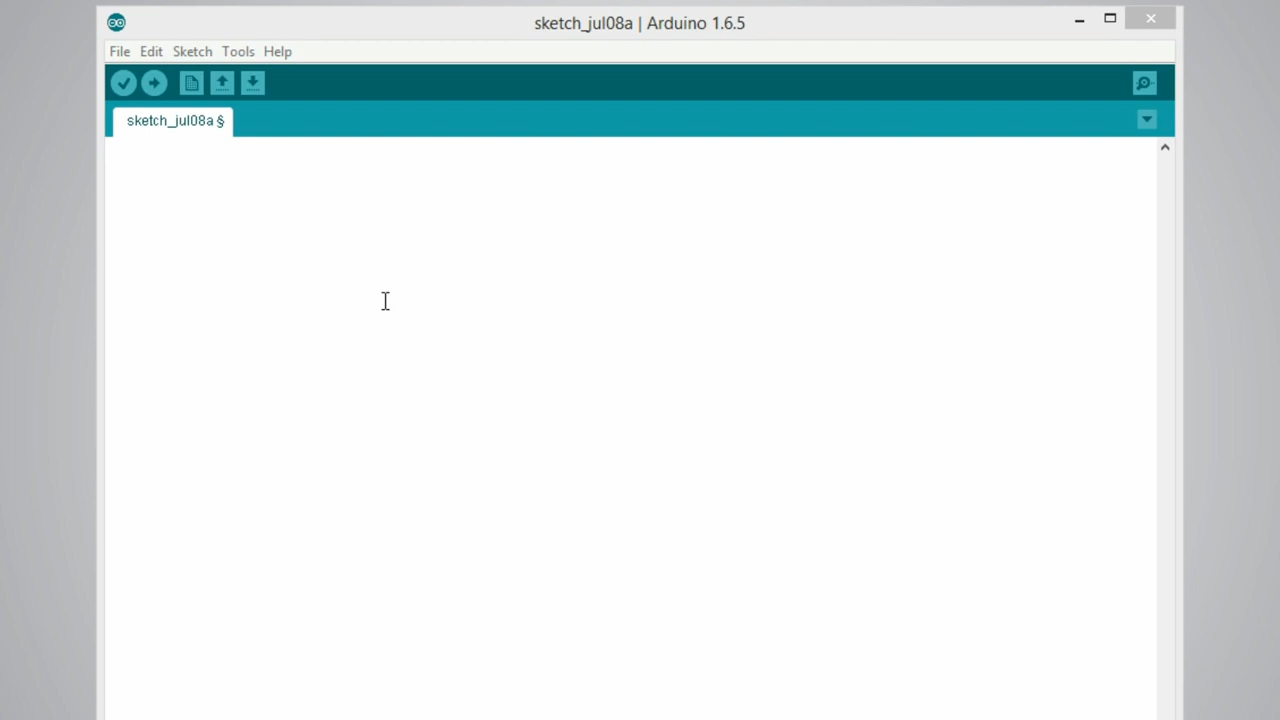 sketch_jul08a | Arduino 1.6.5
File Edit Sketch Tools Help
sketch_jul08a §